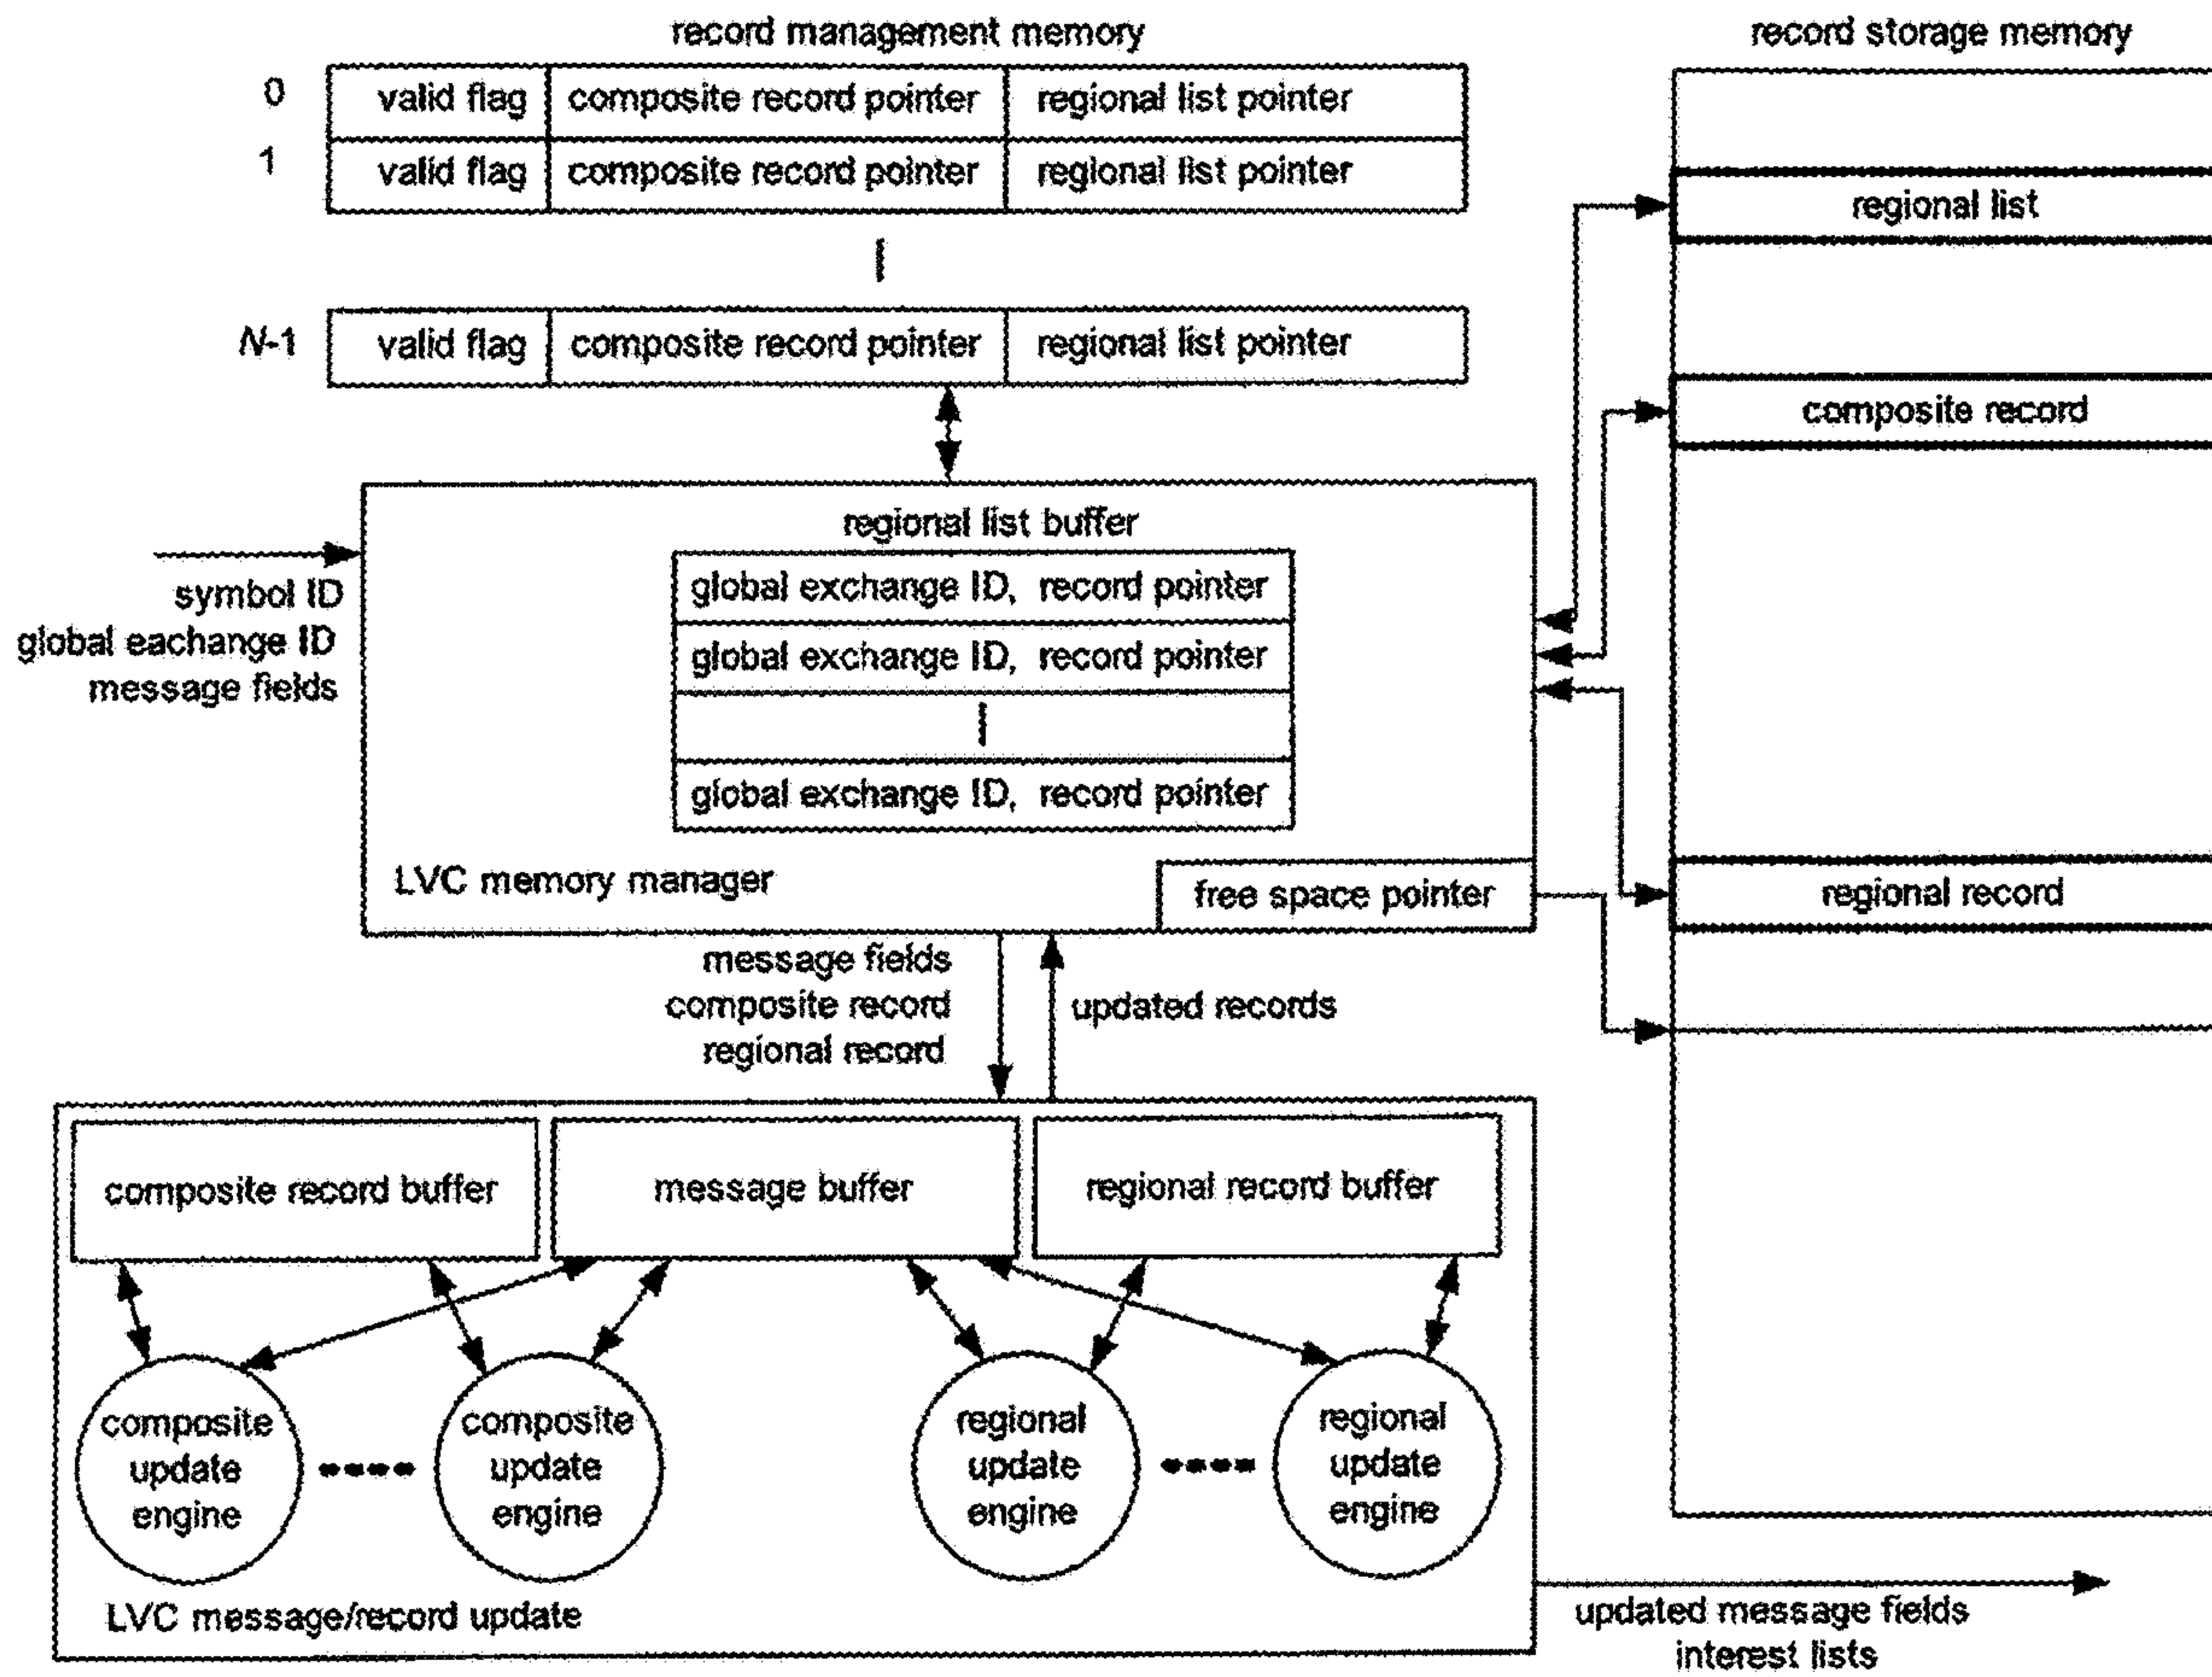 record management memory
record storage memory
0 valid flag composite record pointer regional list pointer
1 valid flag composite record pointer regional list pointer
N-1 valid flag composite record pointer regional list pointer
regional list
composite record
regional record
regional list buffer
global exchange ID, record pointer
global exchange ID, record pointer
global exchange ID, record pointer
symbol ID
global eachange ID
message fields
LVC memory manager
free space pointer
message fields
composite record
regional record
updated records
composite record buffer
message buffer
regional record buffer
composite
update
engine
composite
update
engine
regional
update
engine
regional
update
engine
LVC message/record update
updated message fields
interest lists